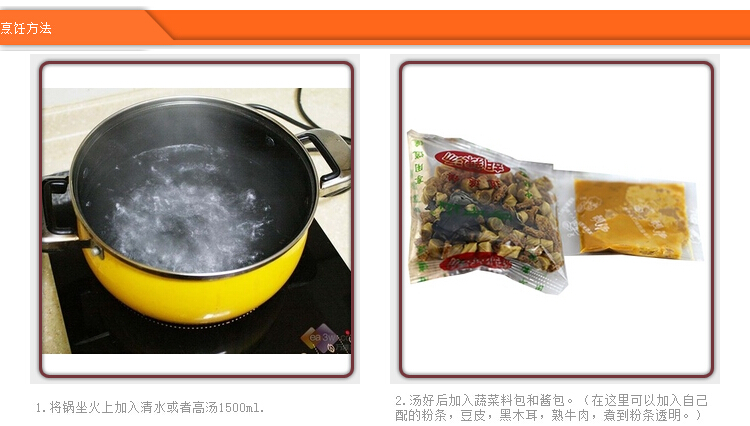 烹饪方法
1.将锅坐火上加入清水或者高汤1500ml.
2.汤好后加入蔬菜料包和酱包。（在这里可以加入自己
配的粉条，豆皮，黑木耳，熟牛肉，煮到粉条透明。）